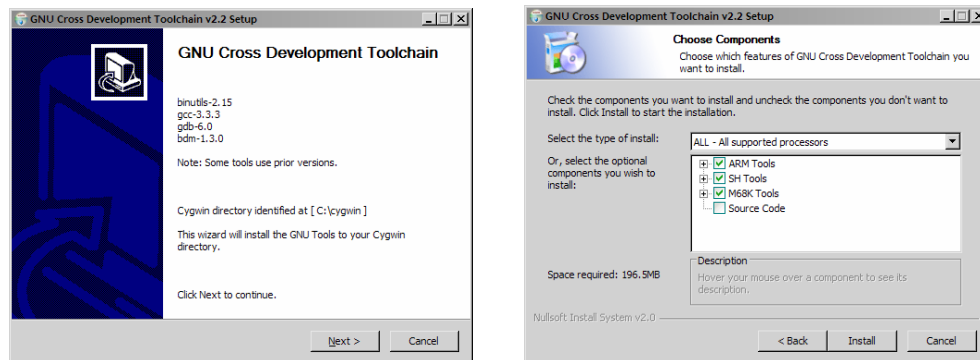 GNU Cross Development Toolchain v2.2 Setup
GNU Cross Development Toolchain
binutils-2.15
gcc-3.3.3
gdb-6.0
bdm-1.3.0
Note: Some tools use prior versions.
Cygwin directory identified at [ C:\cygwin ]
This wizard will install the GNU Tools to your Cygwin
directory.
Click Next to continue.
Next >
Cancel
GNU Cross Development Toolchain v2.2 Setup
Choose Components
Choose which features of GNU Cross Development Toolchain you
want to install.
Check the components you want to install and uncheck the components you don't want to
install. Click Install to start the installation.
Select the type of install:
ALL - All supported processors
Or, select the optional
components you wish to
install:
ARM Tools
SH Tools
M68K Tools
Source Code
Space required: 196.5MB
Description
Hover your mouse over a component to see its
description.
Nullsoft Install System v2.0
< Back
Install
Cancel